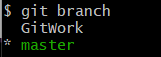 $ git branch
  GitWork
* master